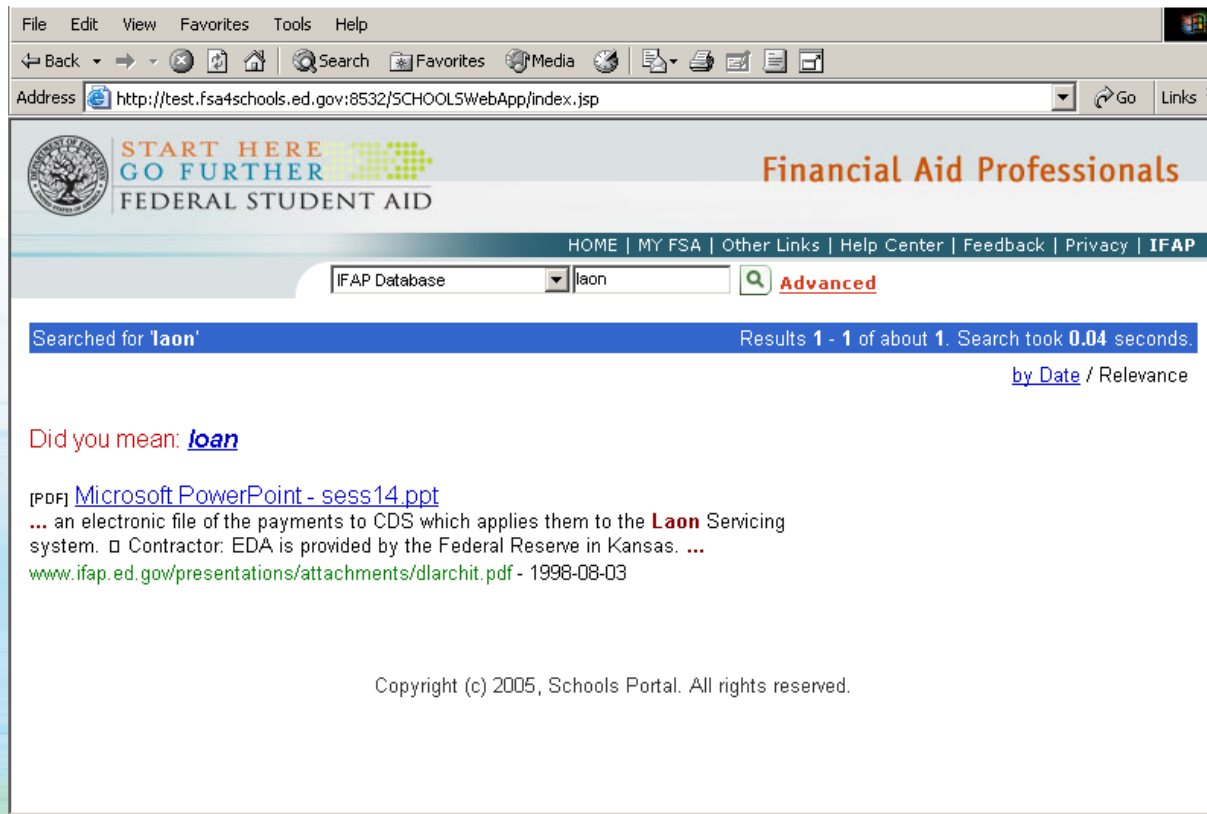 File Edit View Favorites Tools Help
Back Search Favorites Media
Address http://test.fsa4schools.ed.gov:8532/SCHOOLSWebApp/index.jsp Go Links
START HERE
GO FURTHER
FEDERAL STUDENT AID
Financial Aid Professionals
HOME | MY FSA | Other Links | Help Center | Feedback | Privacy | IFAP
IFAP Database laon Advanced
Searched for 'laon' Results 1 - 1 of about 1. Search took 0.04 seconds.
by Date / Relevance
Did you mean: loan
[PDF] Microsoft PowerPoint - sess14.ppt
... an electronic file of the payments to CDS which applies them to the Laon Servicing
system. □ Contractor: EDA is provided by the Federal Reserve in Kansas. ...
www.ifap.ed.gov/presentations/attachments/dlarchit.pdf - 1998-08-03
Copyright (c) 2005, Schools Portal. All rights reserved.